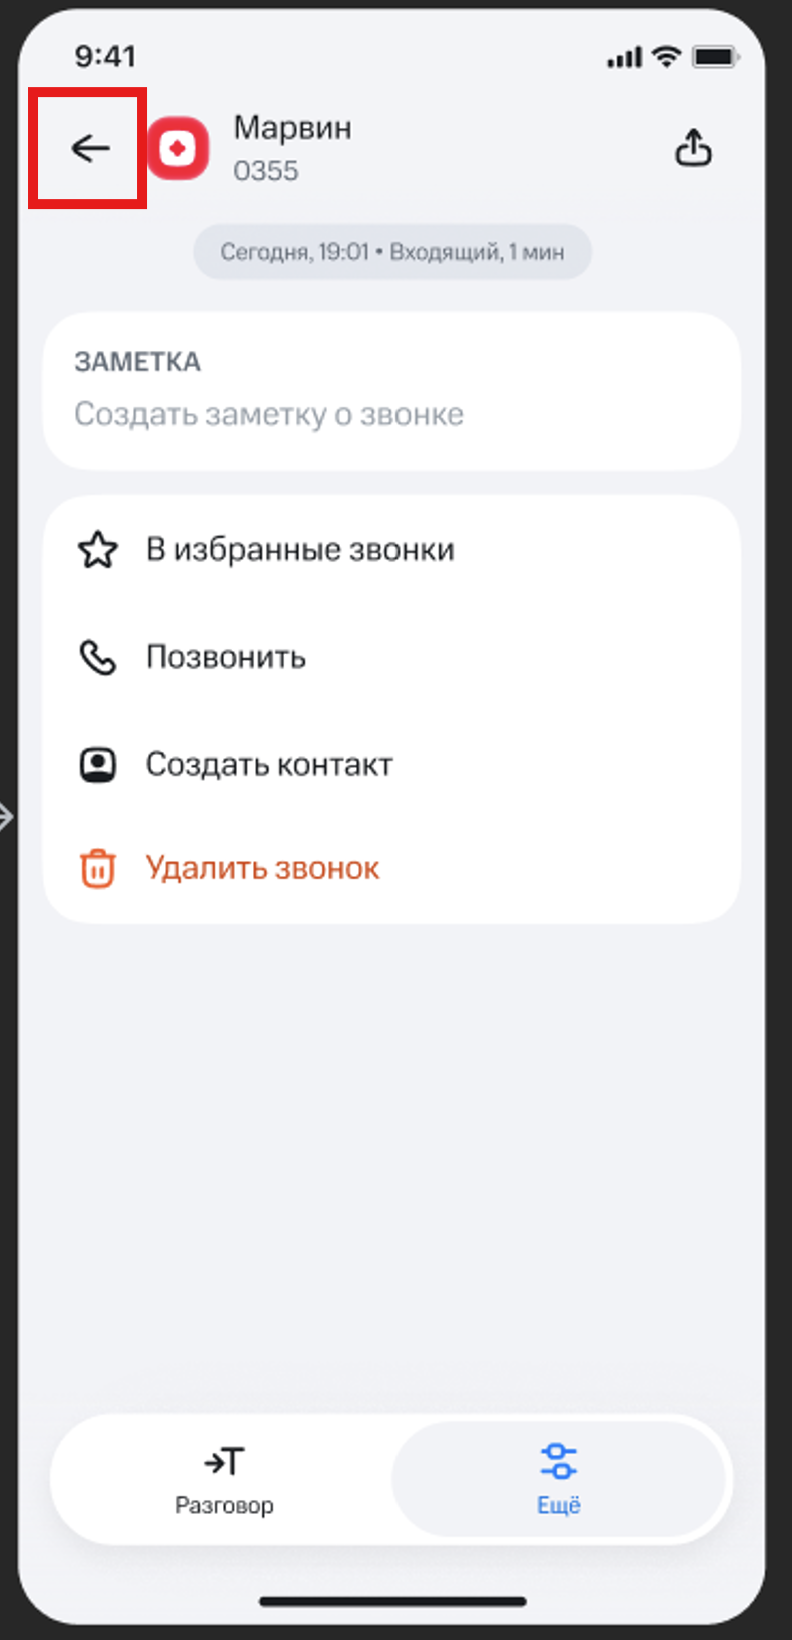 9:41
Марвин
0355
Сегодня, 19:01 • Входящий, 1 мин
ЗАМЕТКА
Создать заметку о звонке
В избранные звонки
Позвонить
Создать контакт
Удалить звонок
Разговор
Ещё